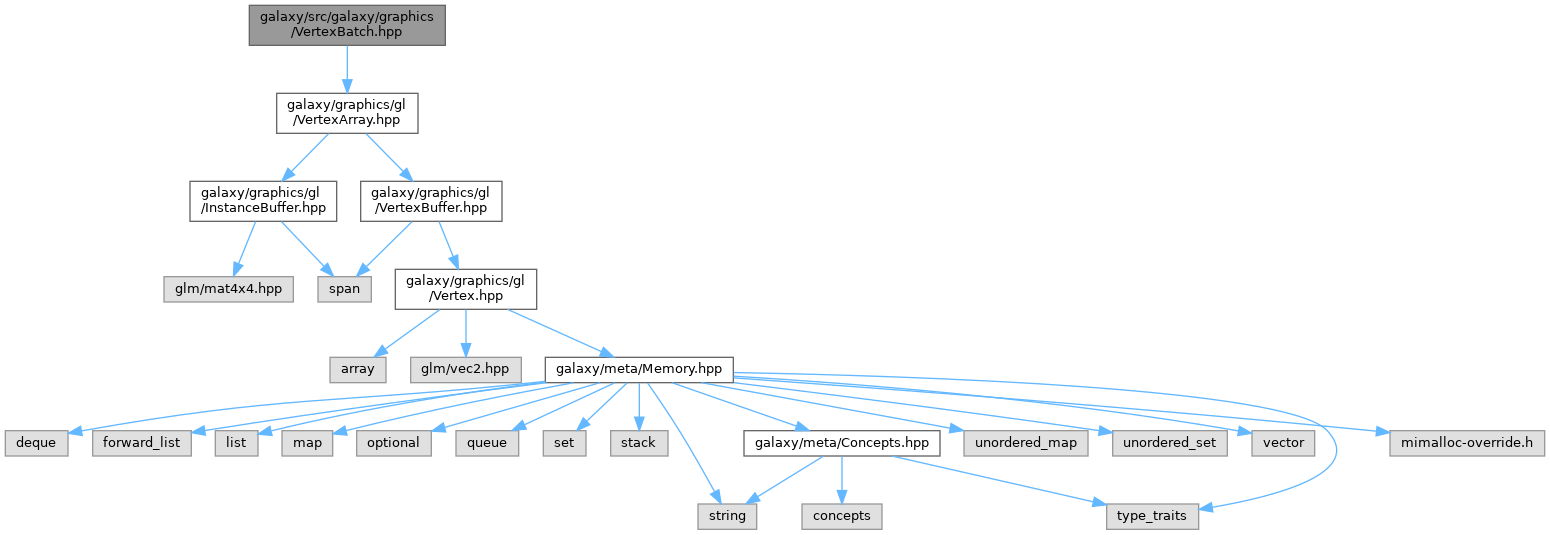 galaxy/src/galaxy/graphics
/VertexBatch.hpp
galaxy/graphics/gl
/VertexArray.hpp
galaxy/graphics/gl
/InstanceBuffer.hpp
galaxy/graphics/gl
/VertexBuffer.hpp
glm/mat4x4.hpp
span
galaxy/graphics/gl
/Vertex.hpp
array
glm/vec2.hpp
galaxy/meta/Memory.hpp
deque
forward_list
list
map
optional
queue
set
stack
galaxy/meta/Concepts.hpp
unordered_map
unordered_set
vector
mimalloc-override.h
string
concepts
type_traits